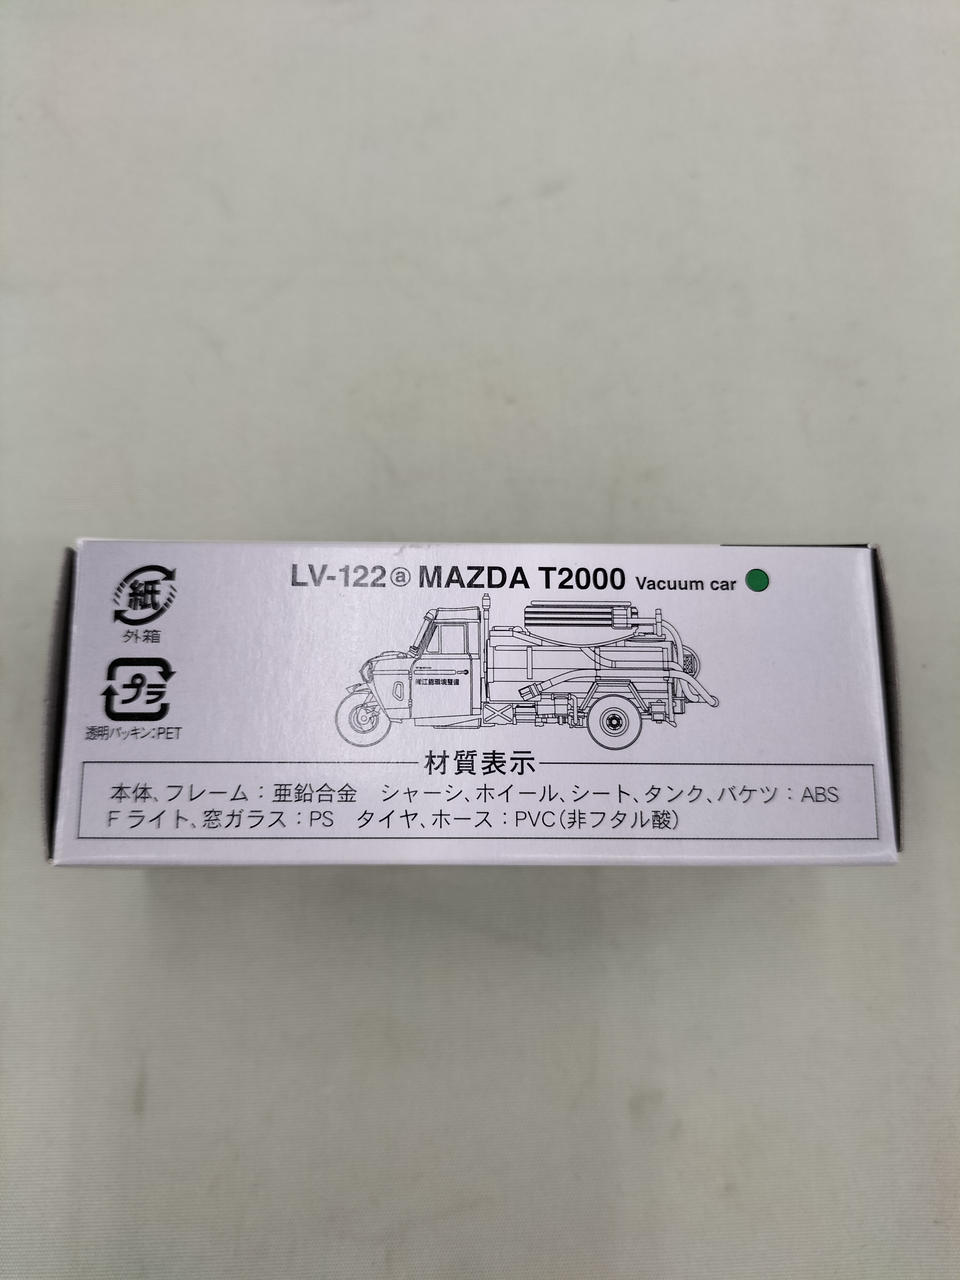 LV-122ⓐ MAZDA T2000 Vacuum car
紙
外箱
プラ
透明パッキン:PET
材質表示
本体、フレーム：亜鉛合金　シャーシ、ホイール、シート、タンク、バケツ：ABS
Fライト、窓ガラス：PS　タイヤ、ホース：PVC(非フタル酸)